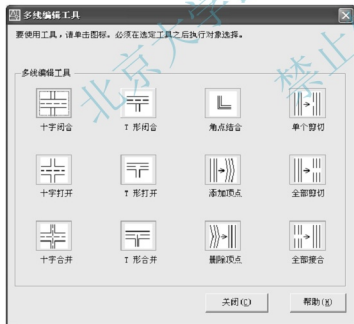 多线编辑工具
要使用工具，请单击图标。必须在选定工具之后执行对象选择。
多线编辑工具
十字闭合 T 形闭合 角点结合 单个剪切
十字打开 T 形打开 添加顶点 全部剪切
十字合并 T 形合并 删除顶点 全部接合
关闭(C) 帮助(H)